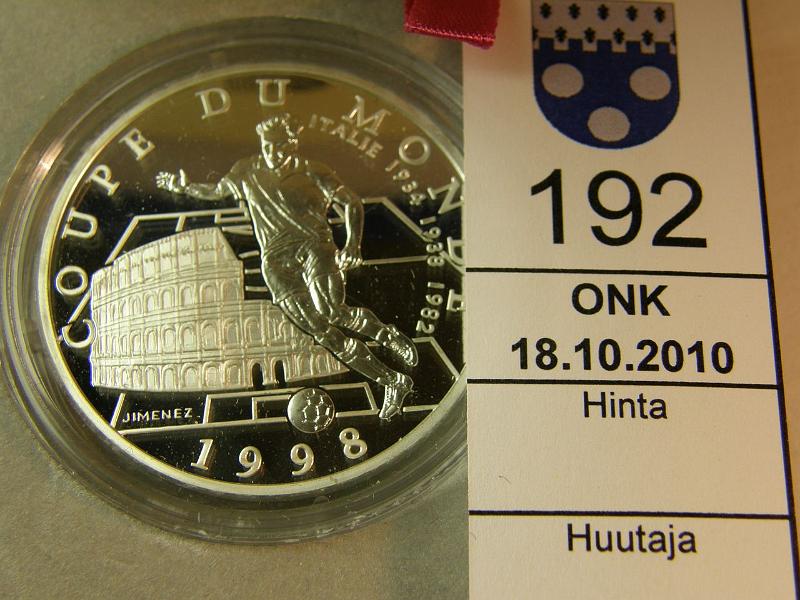 COUPE DU MONDE
ITALIE 1934 1938 1982
JIMENEZ
1998
192
ONK
18.10.2010
Hinta
Huutaja